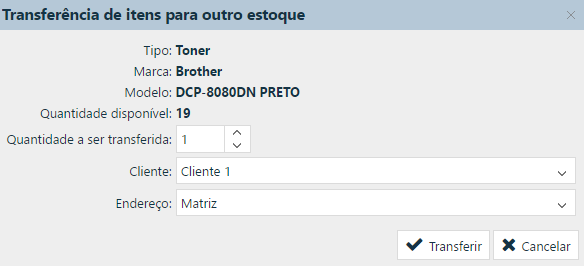 Transferência de itens para outro estoque
Tipo: Toner
Marca: Brother
Modelo: DCP-8080DN PRETO
Quantidade disponível: 19
Quantidade a ser transferida: 1
Cliente: Cliente 1
Endereço: Matriz
Transferir Cancelar